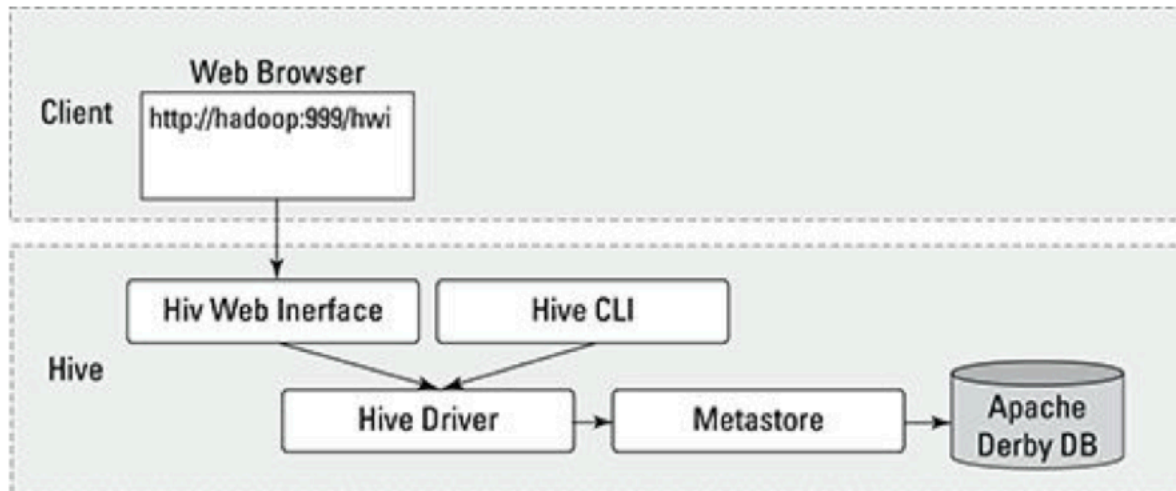 Web Browser
Client
http://hadoop:999/hwi
Hiv Web Inerface
Hive CLI
Hive
Hive Driver
Metastore
Apache
Derby DB